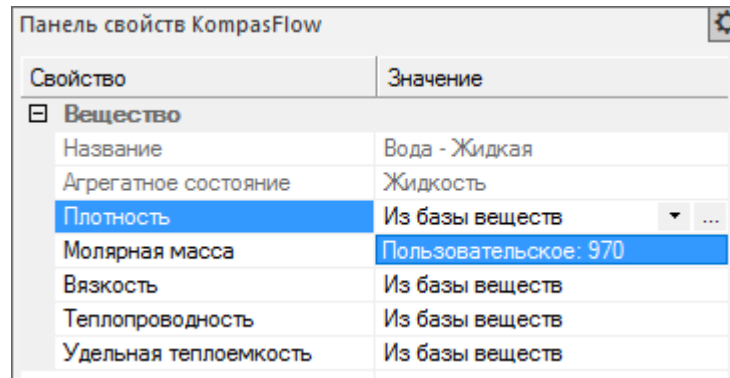 Панель свойств KompasFlow
Свойство Значение
Вещество
Название Вода - Жидкая
Агрегатное состояние Жидкость
Плотность Из базы веществ ...
Молярная масса Пользовательское: 970
Вязкость Из базы веществ
Теплопроводность Из базы веществ
Удельная теплоемкость Из базы веществ